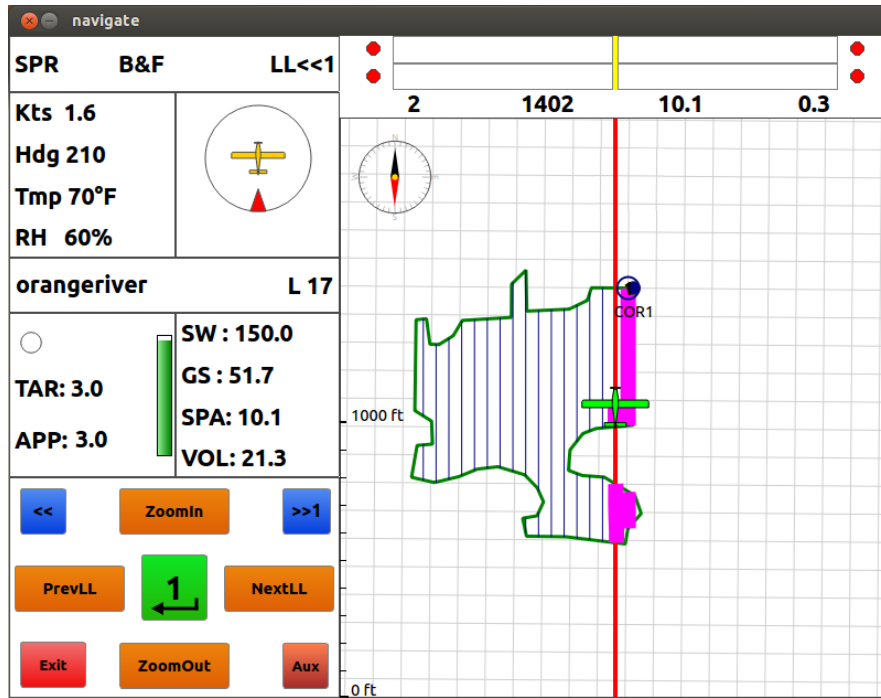 navigate
SPR B&F LL<<1
2 1402 10.1 0.3
Kts 1.6
Hdg 210
Tmp 70°F
RH 60%
N
E
S
W
orangeriver L 17
TAR: 3.0
APP: 3.0
SW : 150.0
GS : 51.7
SPA: 10.1
VOL: 21.3
COR1
1000 ft
0 ft
<< ZoomIn >>1
PrevLL 1 NextLL
Exit ZoomOut Aux